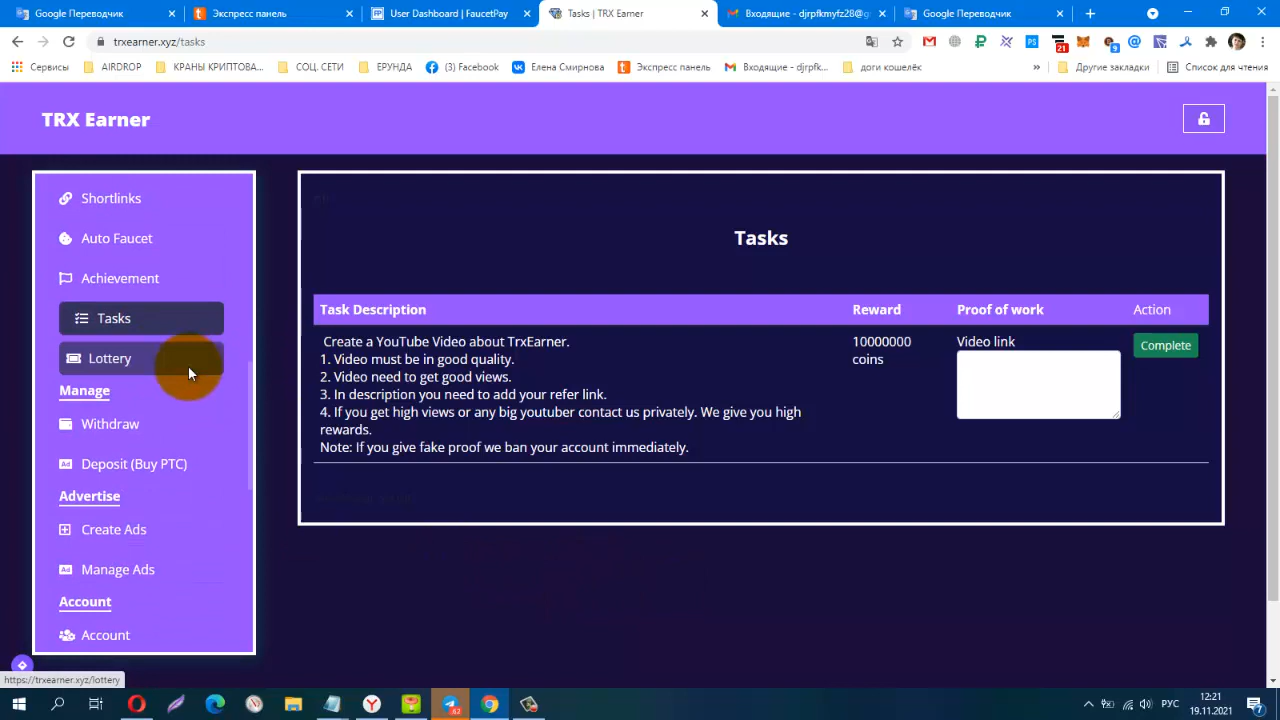 Google Переводчик
Экспресс панель
User Dashboard | FaucetPay
Tasks | TRX Earner
Входящие - djrpfkmyfz28@g
Google Переводчик
trxearner.xyz/tasks
21
9
Сервисы
AIRDROP
КРАНЫ КРИПТОВА...
СОЦ. СЕТИ
ЕРУНДА
(3) Facebook
Елена Смирнова
Экспресс панель
Входящие - djrpfk...
доги кошелёк
»
Другие закладки
Список для чтения
TRX Earner
Shortlinks
Auto Faucet
Achievement
Tasks
Lottery
Manage
Withdraw
Deposit (Buy PTC)
Advertise
Create Ads
Manage Ads
Account
Account
Tasks
Task Description
Reward
Proof of work
Action
Create a YouTube Video about TrxEarner.
1. Video must be in good quality.
2. Video need to get good views.
3. In description you need to add your refer link.
4. If you get high views or any big youtuber contact us privately. We give you high
rewards.
Note: If you give fake proof we ban your account immediately.
10000000
coins
Video link
Complete
https://trxearner.xyz/lottery
62
РУС
12:21
19.11.2021